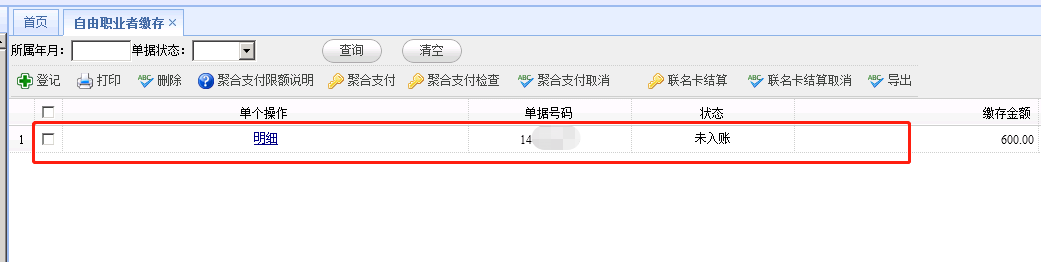 首页 自由职业者缴存 ×
所属年月： 单据状态： 查询 清空
登记 打印 删除 聚合支付限额说明 聚合支付 聚合支付检查 聚合支付取消 联名卡结算 联名卡结算取消 导出
单个操作 单据号码 状态 缴存金额
1 明细 14 未入账 600.00